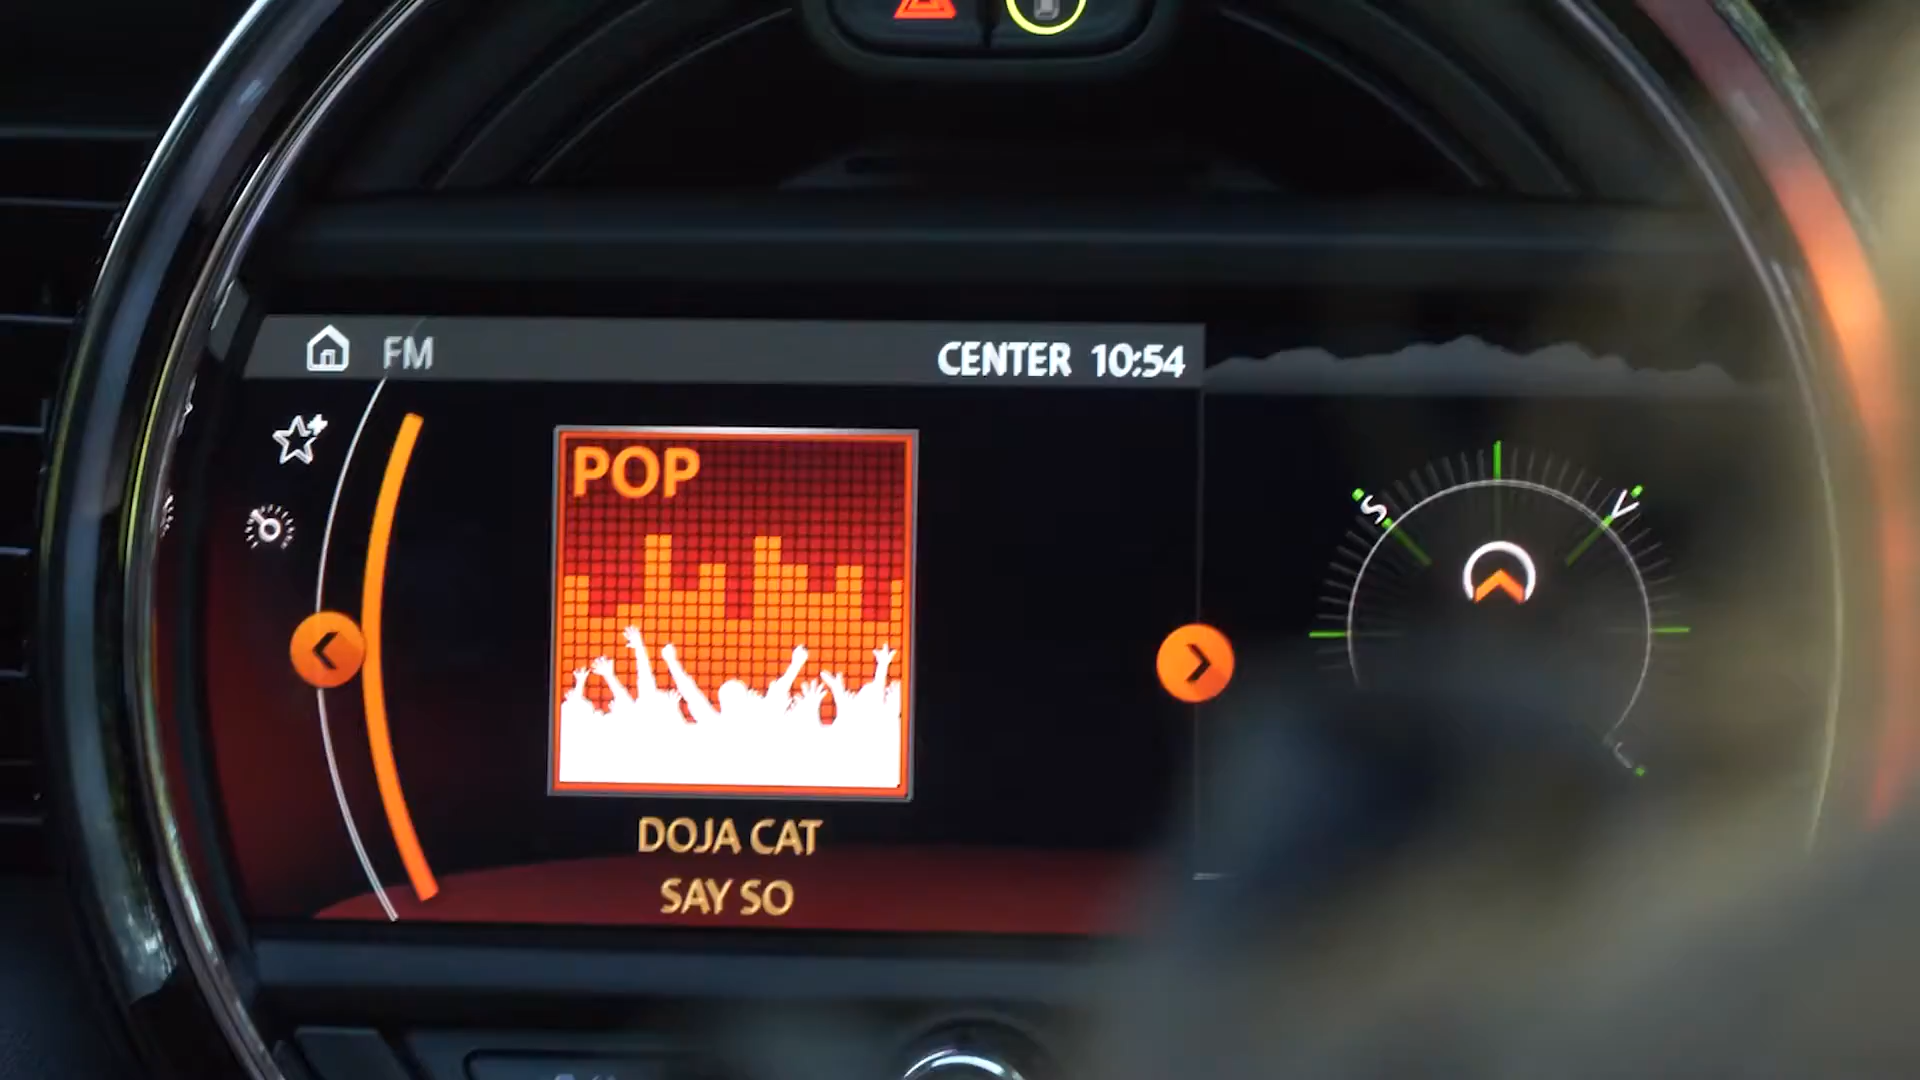 FM
CENTER 10:54
POP
S
DOJA CAT
SAY SO